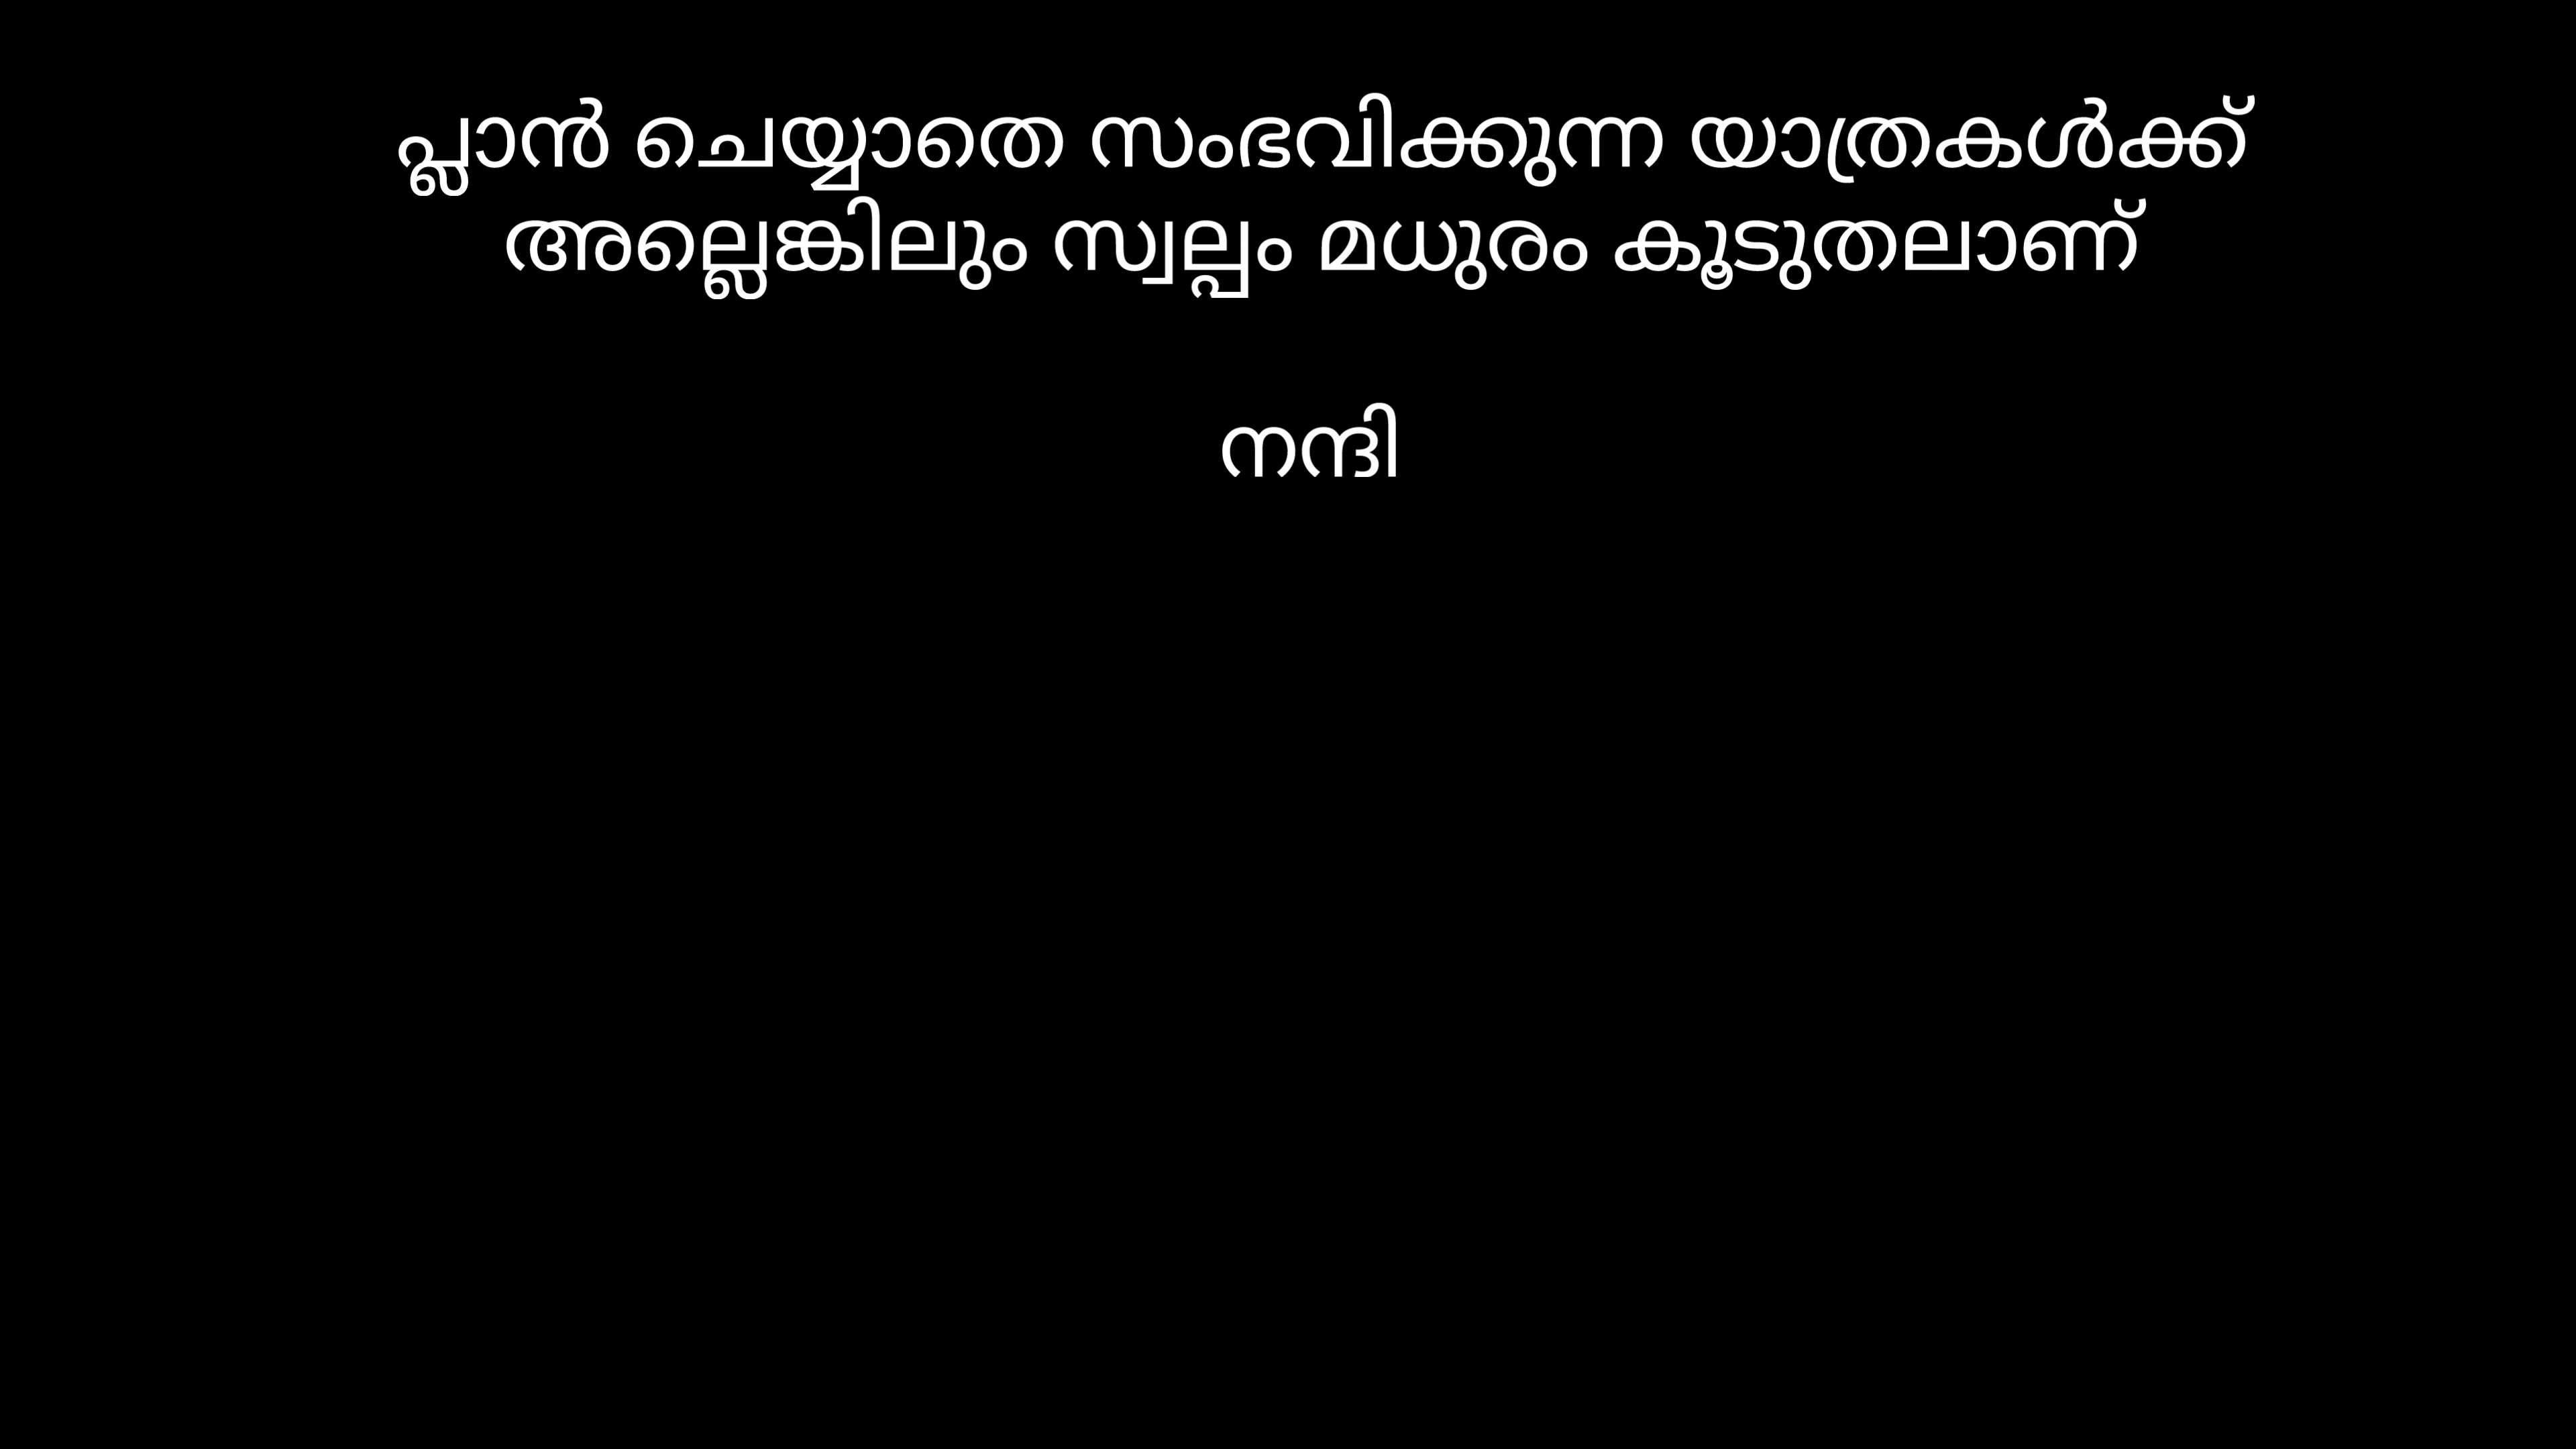 പ്ലാൻ ചെയ്യാതെ സംഭവിക്കുന്ന യാത്രകൾക്ക്
അല്ലെങ്കിലും സ്വല്പം മധുരം കൂടുതലാണ്
നന്ദി